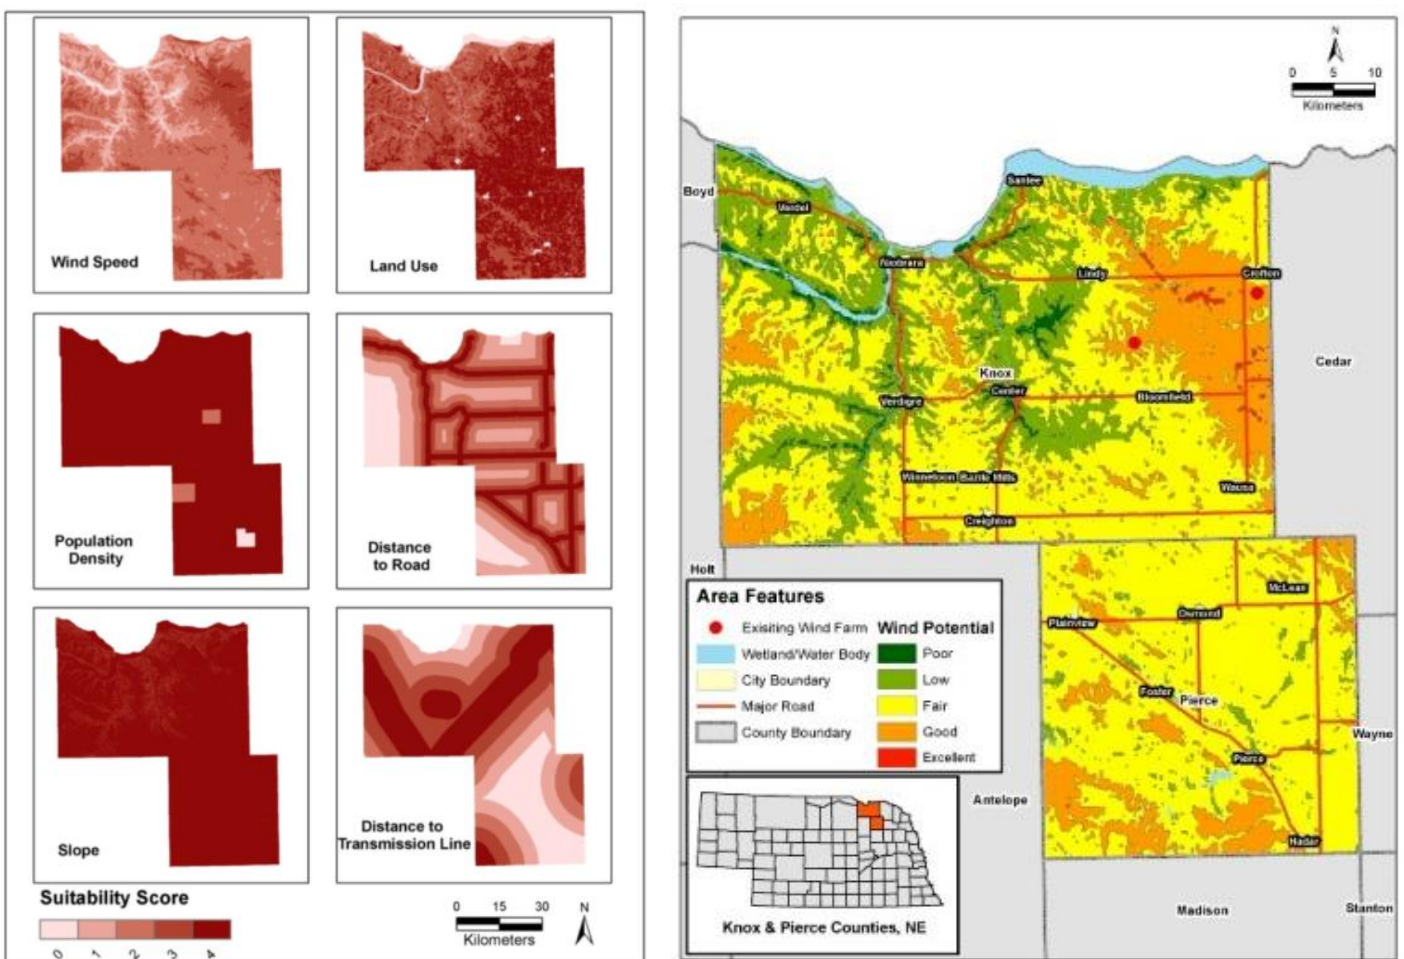 Wind Speed
Land Use
Population
Density
Distance
to Road
Slope
Distance to
Transmission Line
Suitability Score
0
1
2
3
4
0 15 30
Kilometers
N
N
0 5 10
Kilometers
Boyd
Santee
Verdel
Niobrara
Lindy
Crofton
Cedar
Knox
Center
Verdigre
Bloomfield
Winnetoon
Bazile Mills
Wausa
Creighton
Holt
McLean
Osmond
Plainview
Foster
Pierce
Wayne
Pierce
Antelope
Hadar
Madison
Stanton
Area Features
Exisiting Wind Farm
Wetland/Water Body
City Boundary
Major Road
County Boundary
Wind Potential
Poor
Low
Fair
Good
Excellent
Knox & Pierce Counties, NE